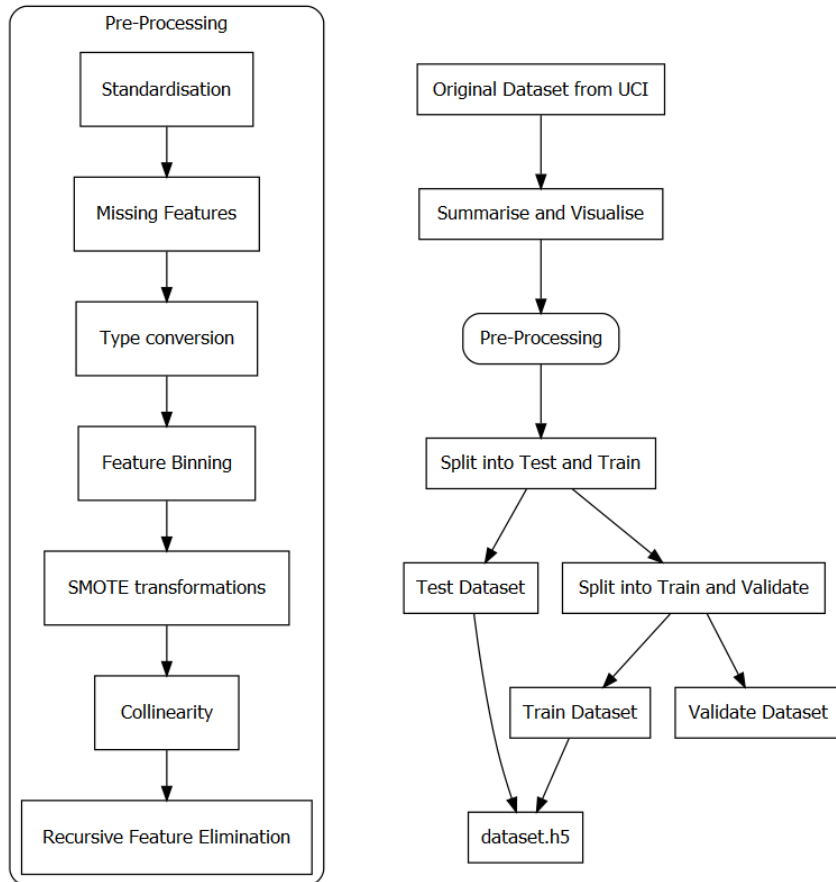 Pre-Processing
Standardisation
Missing Features
Type conversion
Feature Binning
SMOTE transformations
Collinearity
Recursive Feature Elimination
Original Dataset from UCI
Summarise and Visualise
Pre-Processing
Split into Test and Train
Test Dataset
Split into Train and Validate
Train Dataset
Validate Dataset
dataset.h5